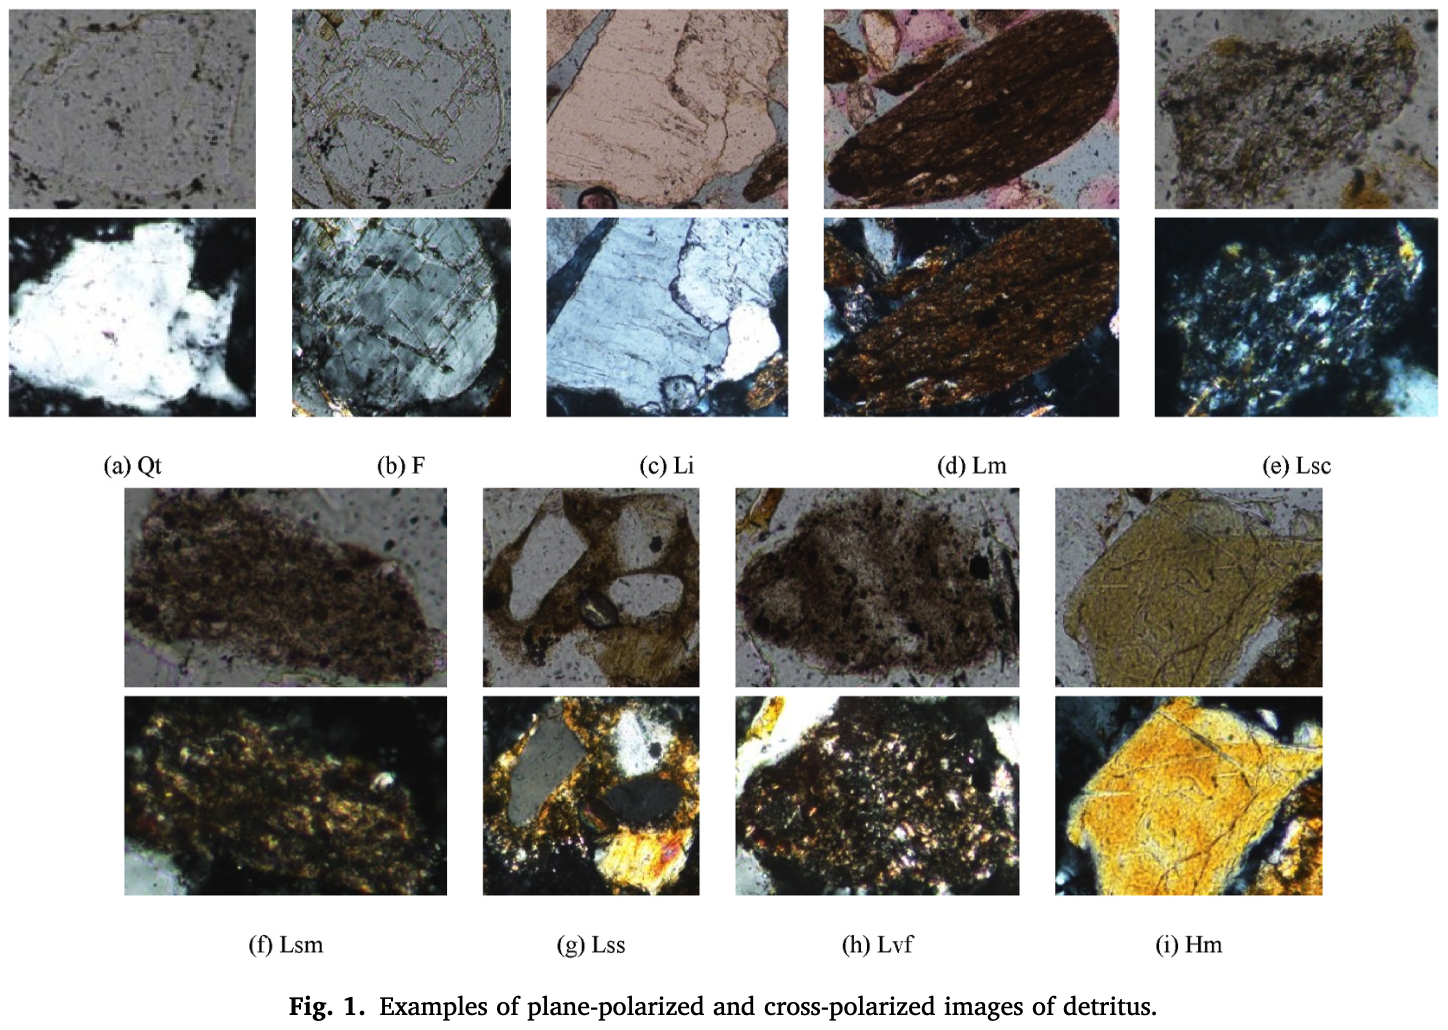 (a) Qt (b) F (c) Li (d) Lm (e) Lsc
(f) Lsm (g) Lss (h) Lvf (i) Hm
Fig. 1. Examples of plane-polarized and cross-polarized images of detritus.